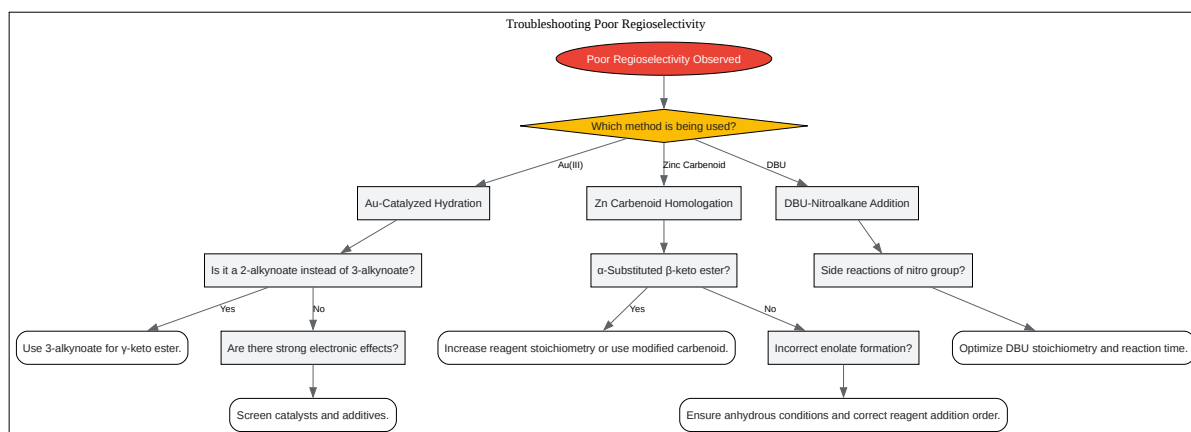 Troubleshooting Poor Regioselectivity
Poor Regioselectivity Observed
Which method is being used?
Au(III)
Zinc Carbenoid
DBU
Au-Catalyzed Hydration
Zn Carbenoid Homologation
DBU-Nitroalkane Addition
Is it a 2-alkynoate instead of 3-alkynoate?
α-Substituted β-keto ester?
Side reactions of nitro group?
Yes
No
Yes
No
Use 3-alkynoate for γ-keto ester.
Are there strong electronic effects?
Increase reagent stoichiometry or use modified carbenoid.
Incorrect enolate formation?
Optimize DBU stoichiometry and reaction time.
Screen catalysts and additives.
Ensure anhydrous conditions and correct reagent addition order.